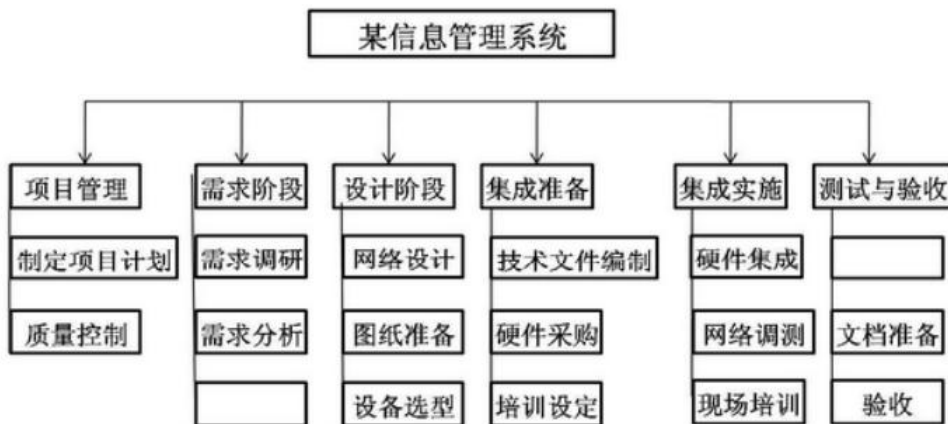 某信息管理系统
项目管理
需求阶段
设计阶段
集成准备
集成实施
测试与验收
制定项目计划
需求调研
网络设计
技术文件编制
硬件集成
质量控制
需求分析
图纸准备
硬件采购
网络调测
文档准备
设备选型
培训设定
现场培训
验收